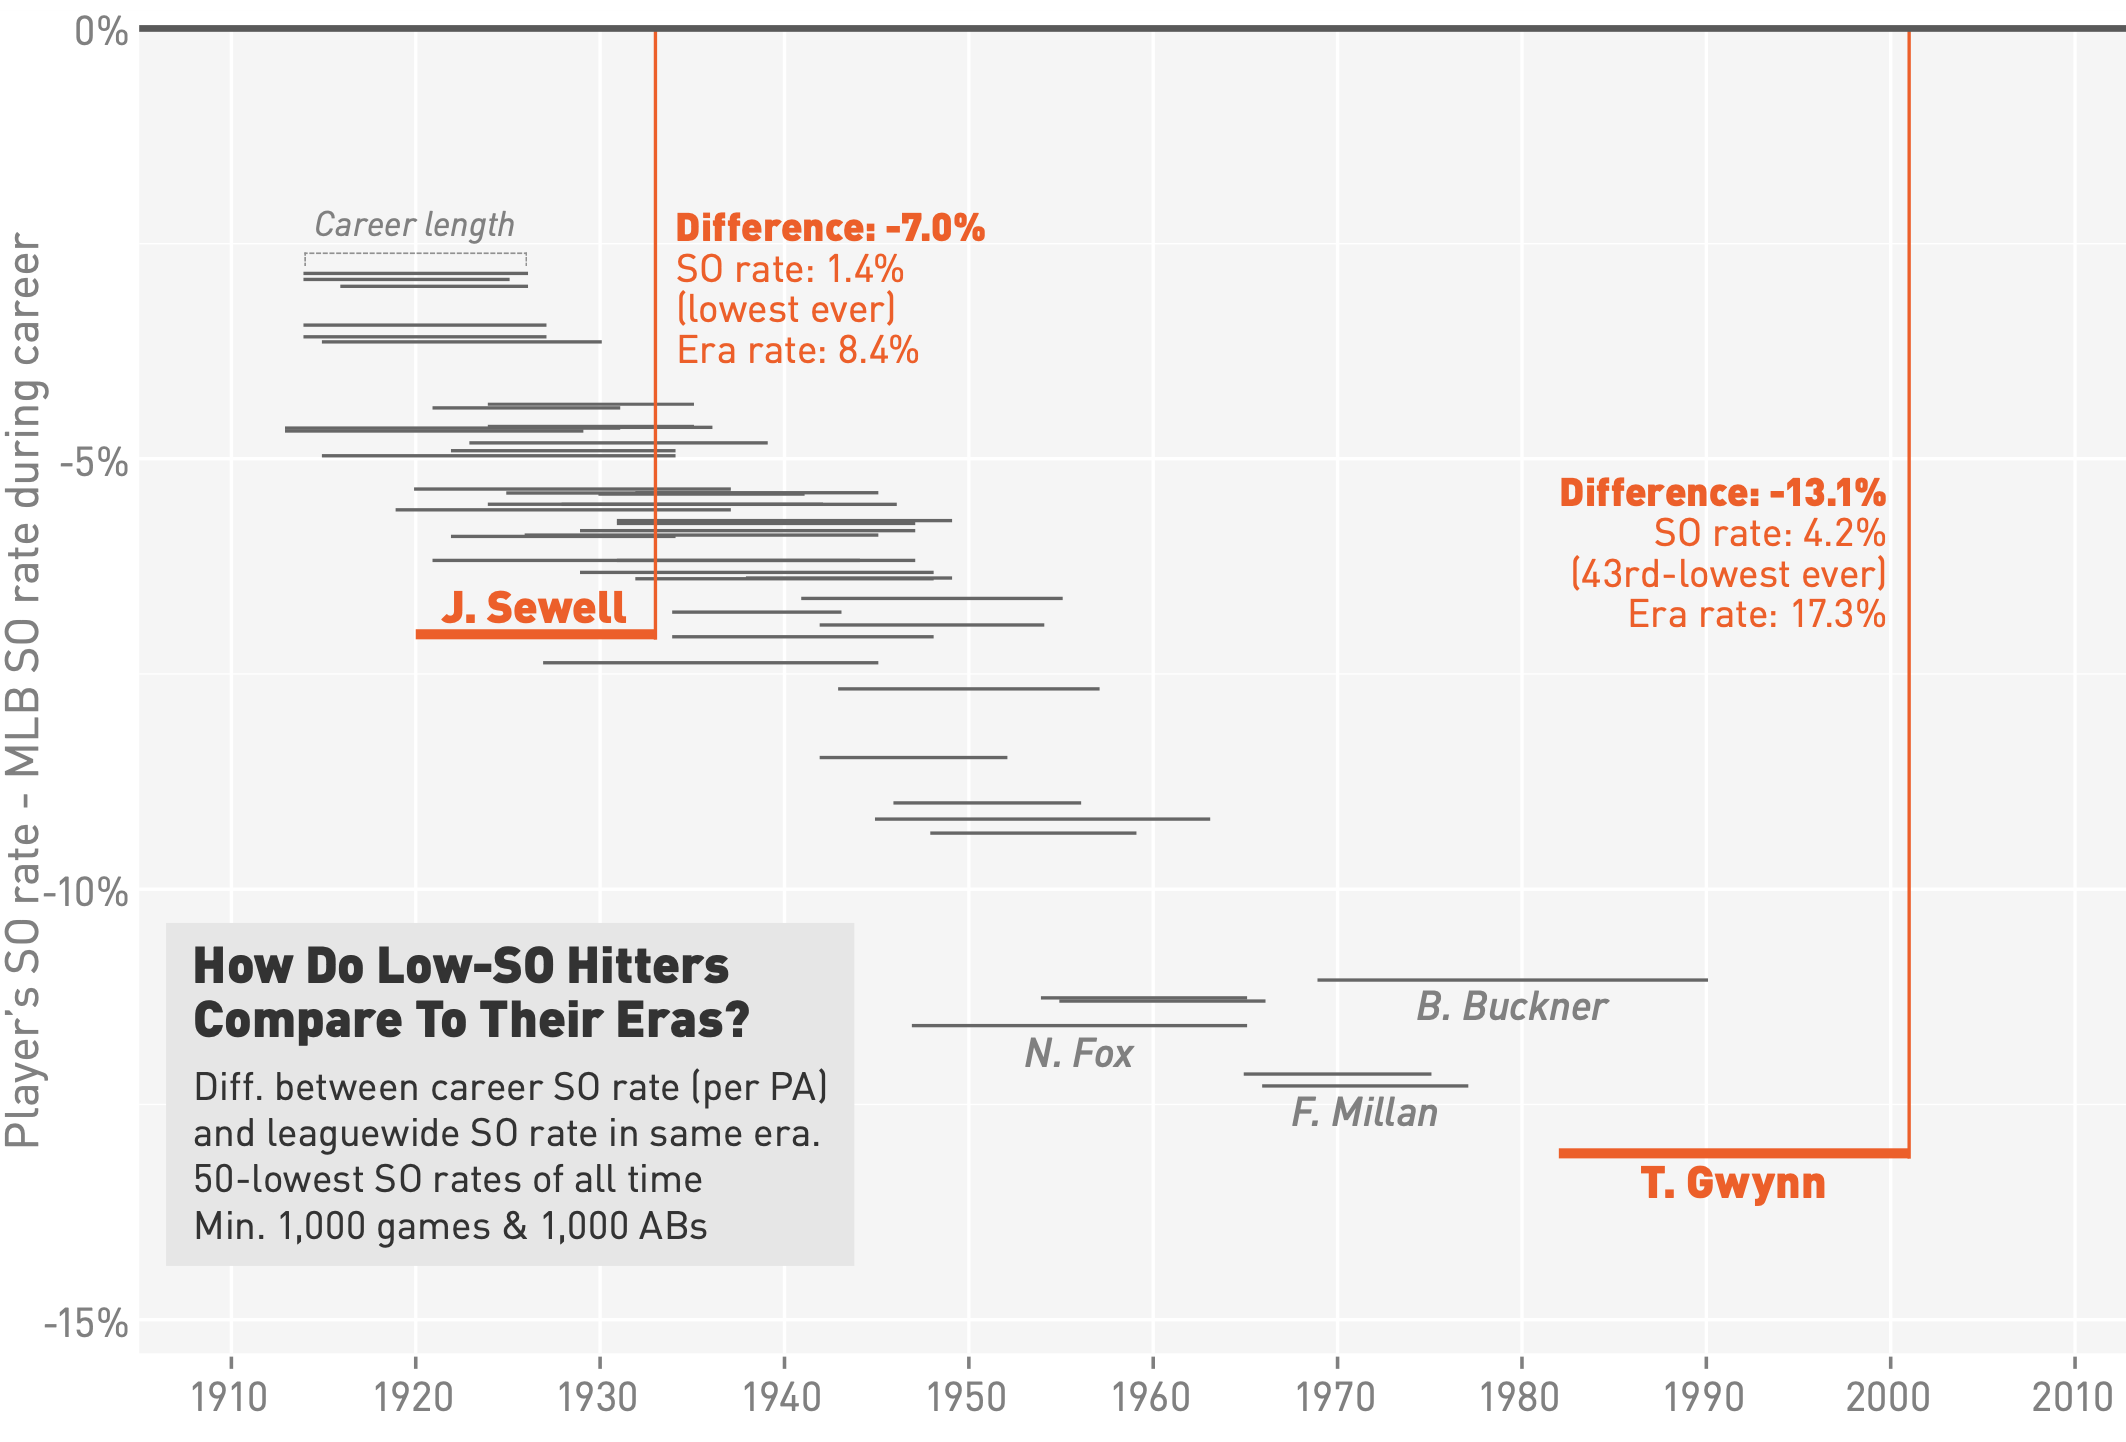 0%
-5%
-10%
-15%
Player's SO rate - MLB SO rate during career
Career length
Difference: -7.0%
SO rate: 1.4%
(lowest ever)
Era rate: 8.4%
J. Sewell
Difference: -13.1%
SO rate: 4.2%
(43rd-lowest ever)
Era rate: 17.3%
B. Buckner
N. Fox
F. Millan
T. Gwynn
How Do Low-SO Hitters
Compare To Their Eras?
Diff. between career SO rate (per PA)
and leaguewide SO rate in same era.
50-lowest SO rates of all time
Min. 1,000 games & 1,000 ABs
1910 1920 1930 1940 1950 1960 1970 1980 1990 2000 2010